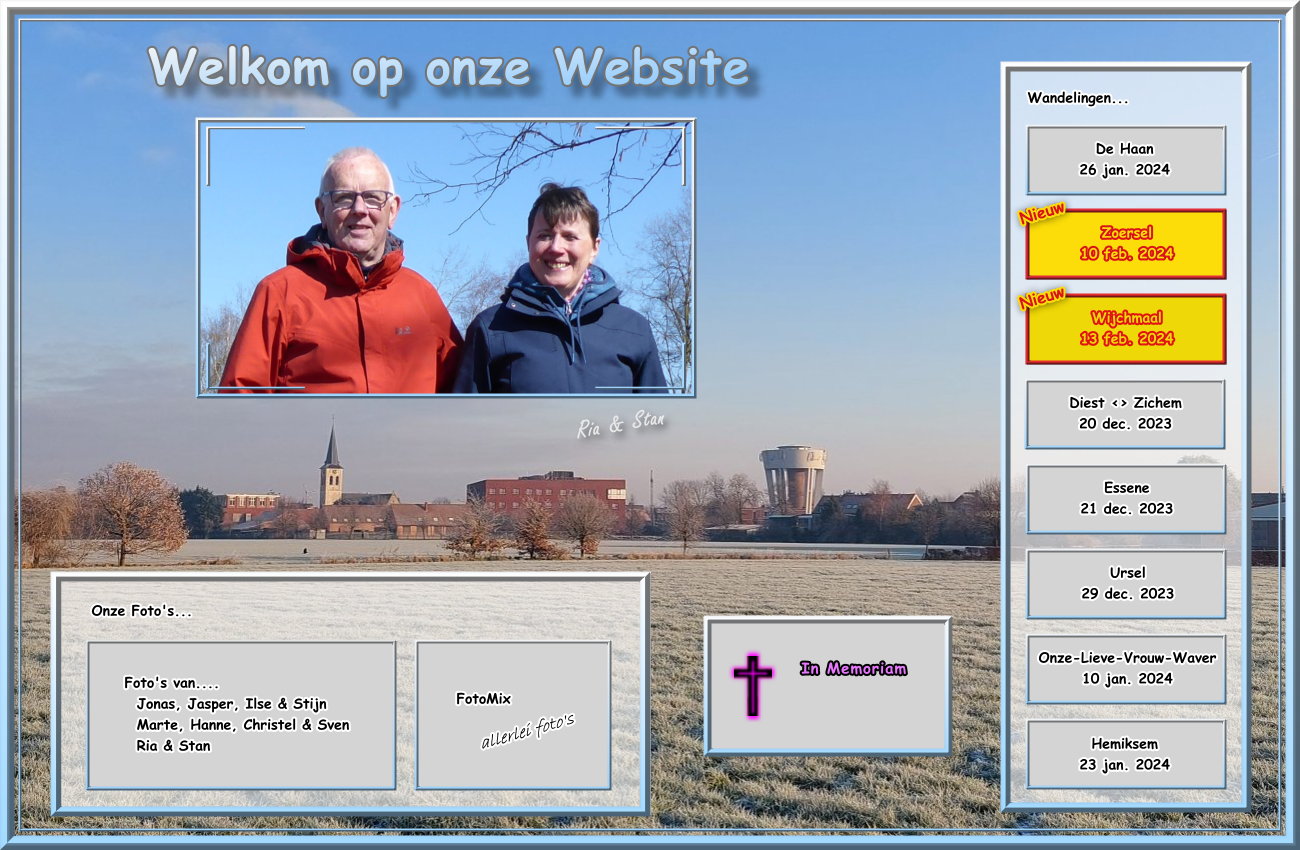 Welkom op onze Website
Ria & Stan
Wandelingen...
De Haan
26 jan. 2024
Nieuw
Zoersel
10 feb. 2024
Nieuw
Wijchmaal
13 feb. 2024
Diest <> Zichem
20 dec. 2023
Essene
21 dec. 2023
Ursel
29 dec. 2023
Onze-Lieve-Vrouw-Waver
10 jan. 2024
Hemiksem
23 jan. 2024
Onze Foto's...
Foto's van....
Jonas, Jasper, Ilse & Stijn
Marte, Hanne, Christel & Sven
Ria & Stan
FotoMix
allerlei foto's
In Memoriam